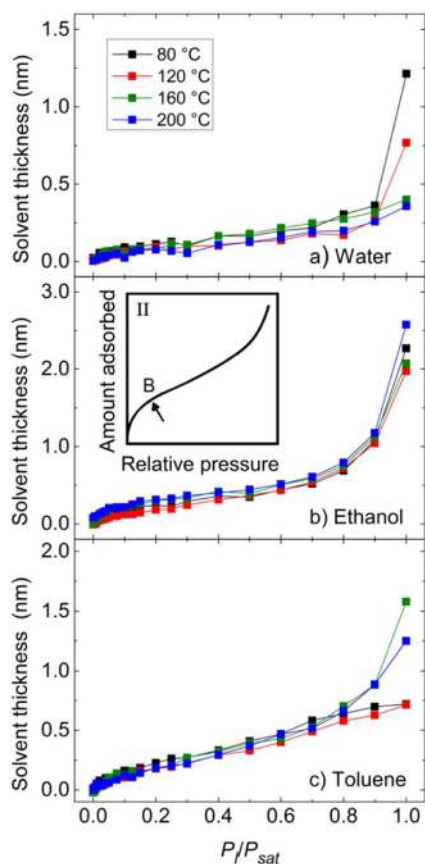 1.5
1.0
0.5
0.0
Solvent thickness (nm)
80 °C
120 °C
160 °C
200 °C
a) Water
3.0
2.0
1.0
0.0
Solvent thickness (nm)
II
B
Amount adsorbed
Relative pressure
b) Ethanol
2.0
1.5
1.0
0.5
0.0
Solvent thickness (nm)
c) Toluene
0.0 0.2 0.4 0.6 0.8 1.0
Pᵢ/Pₛₐₜ